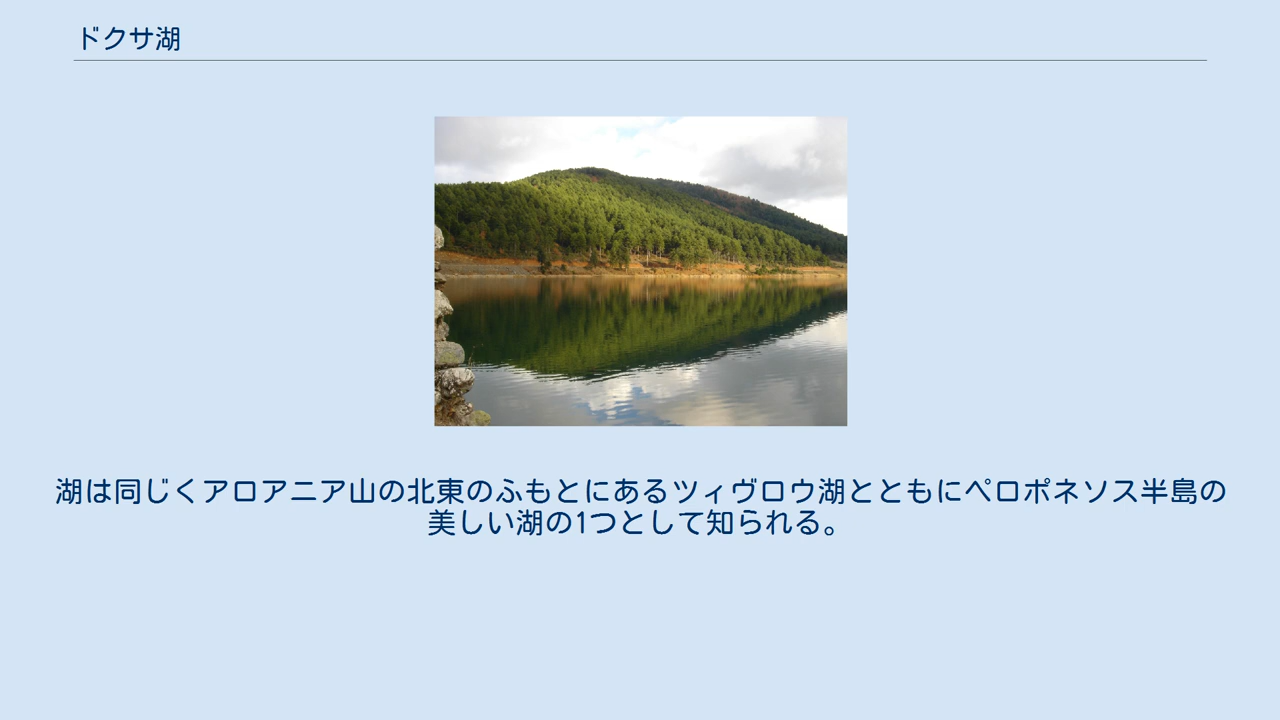 ドクサ湖
湖は同じくアロアニア山の北東のふもとにあるツィヴロウ湖とともにペロポネソス半島の
美しい湖の1つとして知られる。